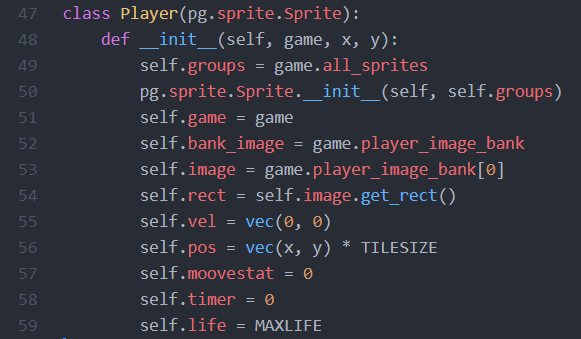 47 class Player(pg.sprite.Sprite):
48     def __init__(self, game, x, y):
49         self.groups = game.all_sprites
50         pg.sprite.Sprite.__init__(self, self.groups)
51         self.game = game
52         self.bank_image = game.player_image_bank
53         self.image = game.player_image_bank[0]
54         self.rect = self.image.get_rect()
55         self.vel = vec(0, 0)
56         self.pos = vec(x, y) * TILESIZE
57         self.moovestat = 0
58         self.timer = 0
59         self.life = MAXLIFE